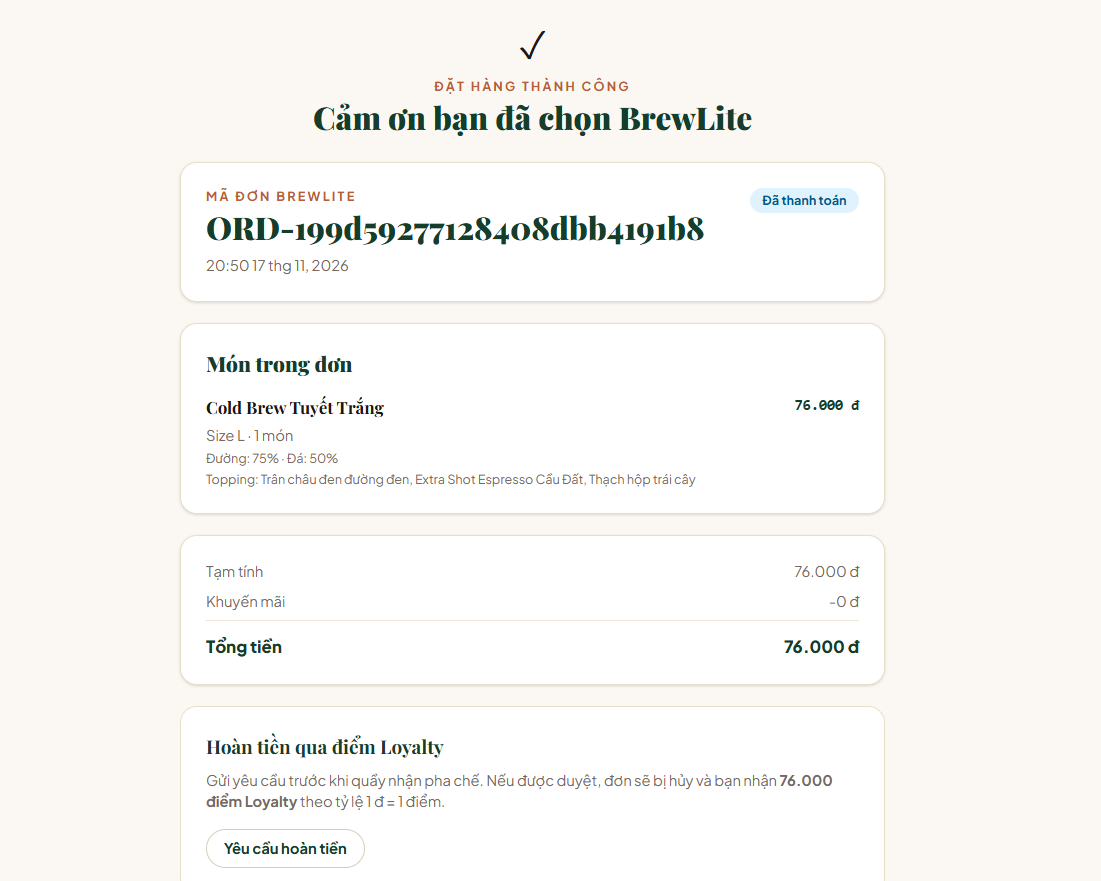 ĐẶT HÀNG THÀNH CÔNG
Cảm ơn bạn đã chọn BrewLite
MÃ ĐƠN BREWLITE
Đã thanh toán
ORD-199d59277128408dbb4191b8
20:50 17 thg 11, 2026
Món trong đơn
Cold Brew Tuyết Trắng
76.000 đ
Size L · 1 món
Đường: 75% · Đá: 50%
Topping: Trân châu đen đường đen, Extra Shot Espresso Cầu Đất, Thạch hộp trái cây
Tạm tính
76.000 đ
Khuyến mãi
-0 đ
Tổng tiền
76.000 đ
Hoàn tiền qua điểm Loyalty
Gửi yêu cầu trước khi quầy nhận pha chế. Nếu được duyệt, đơn sẽ bị hủy và bạn nhận 76.000
điểm Loyalty theo tỷ lệ 1 đ = 1 điểm.
Yêu cầu hoàn tiền